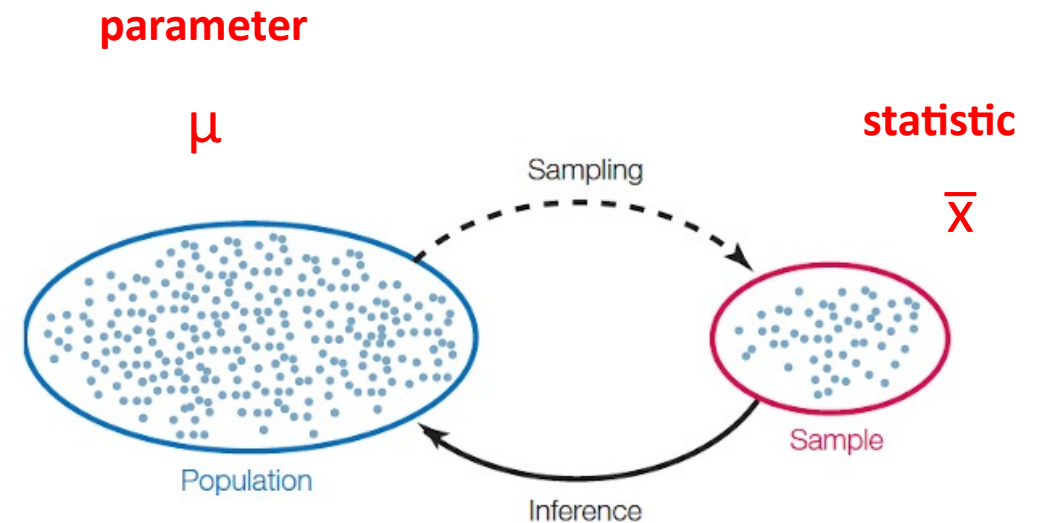 parameter
μ
statistic
x̅
Sampling
Population
Sample
Inference